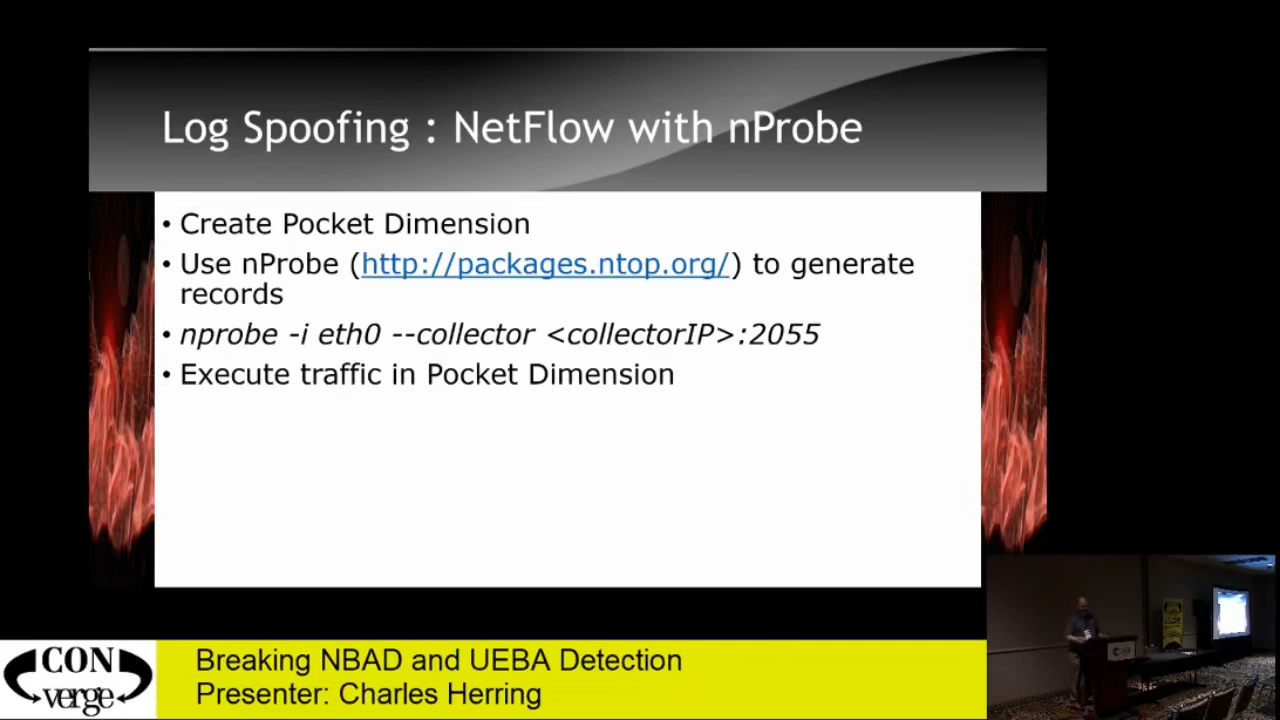 Log Spoofing : NetFlow with nProbe
• Create Pocket Dimension
• Use nProbe (http://packages.ntop.org/) to generate
records
• nprobe -i eth0 --collector <collectorIP>:2055
• Execute traffic in Pocket Dimension
CON
verge
Breaking NBAD and UEBA Detection
Presenter: Charles Herring